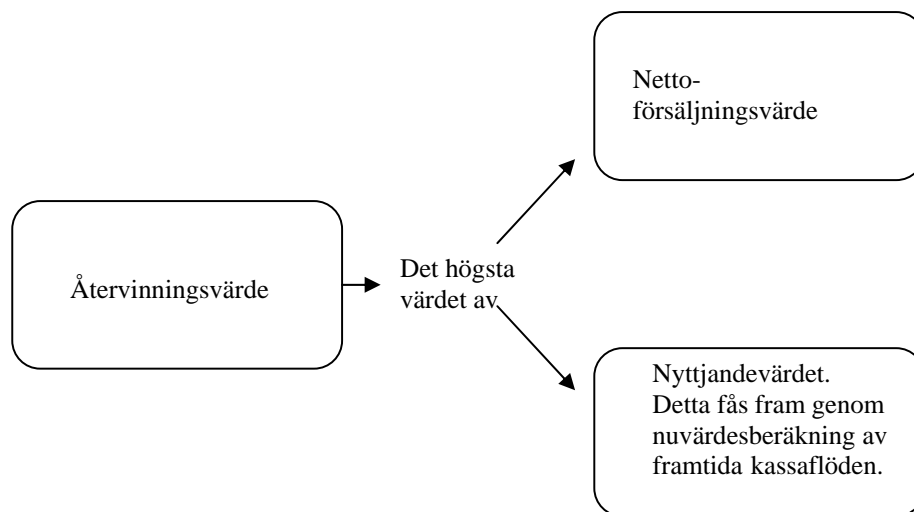 Netto-
försäljningsvärde
Återvinningsvärde
Det högsta
värdet av
Nyttjandevärdet.
Detta fås fram genom
nuvärdesberäkning av
framtida kassaflöden.